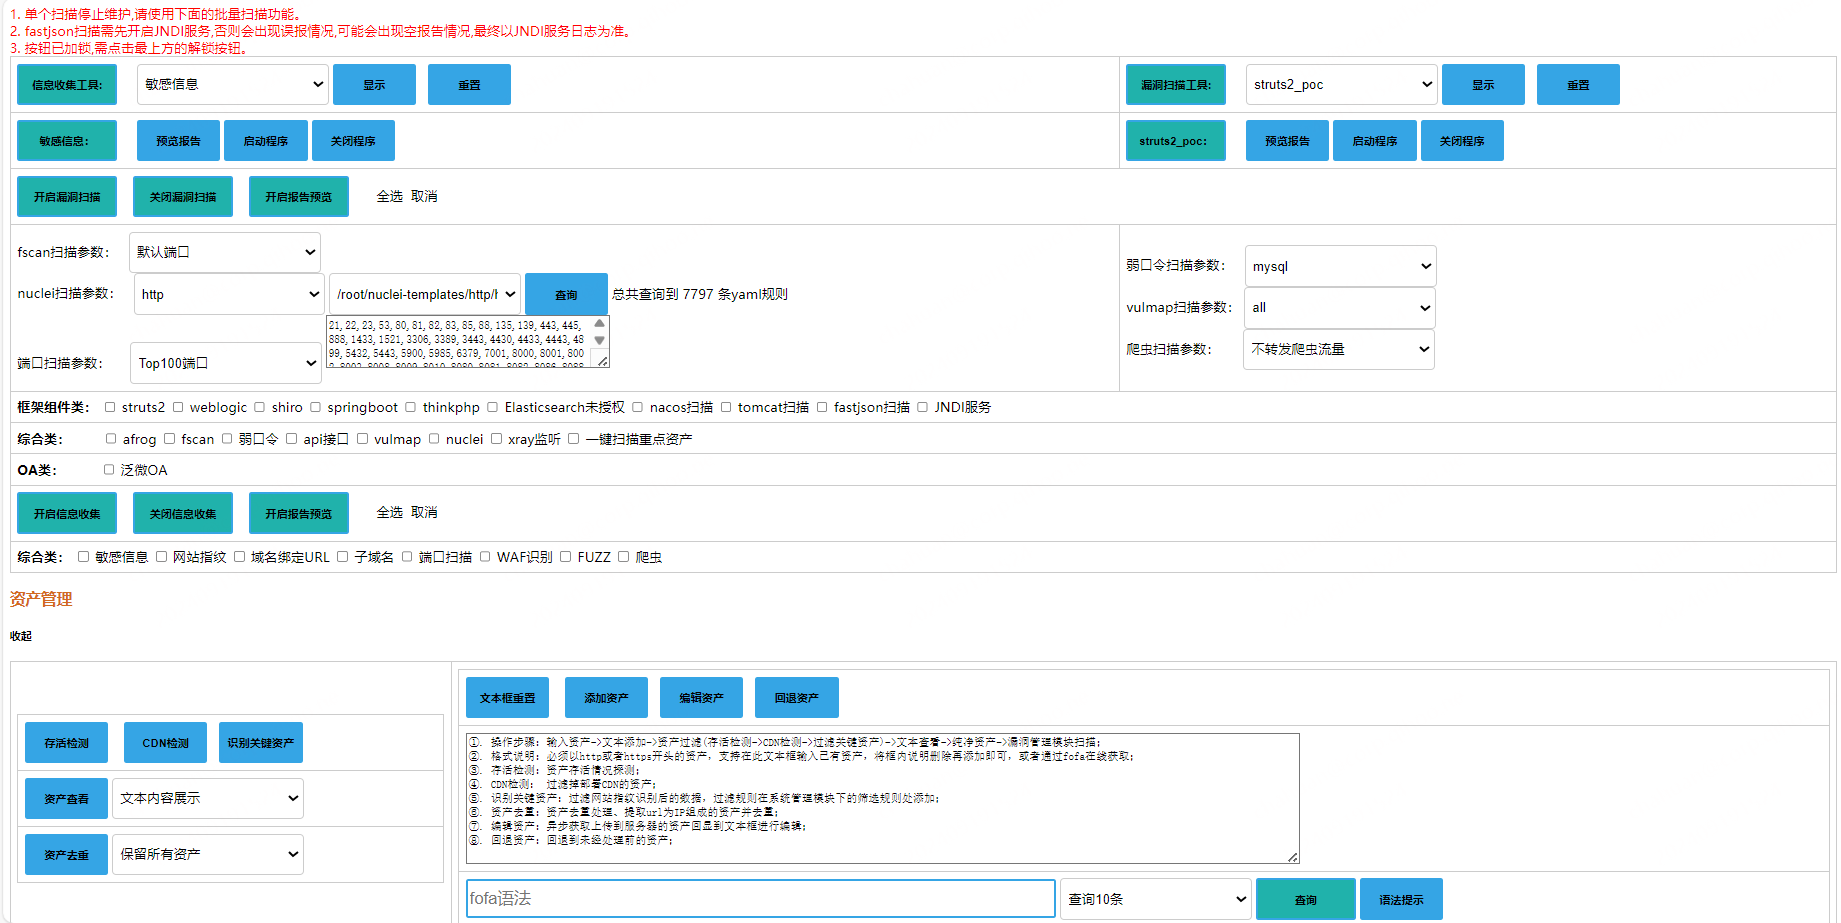 1. 单个扫描停止维护,请使用下面的批量扫描功能。
2. fastjson扫描需先开启JNDI服务,否则会出现误报情况,可能会出现空报告情况,最终以JNDI服务日志为准。
3. 按钮已加锁,需点击最上方的解锁按钮。
信息收集工具: 敏感信息 显示 重置 漏洞扫描工具: struts2_poc 显示 重置
敏感信息: 预览报告 启动程序 关闭程序 struts2_poc: 预览报告 启动程序 关闭程序
开启漏洞扫描 关闭漏洞扫描 开启报告预览 全选 取消
fscan扫描参数: 默认端口
nuclei扫描参数: http /root/nuclei-templates/http/h 查询 总共查询到 7797 条yaml规则
21, 22, 23, 53, 80, 81, 82, 83, 85, 88, 135, 139, 443, 445,
888, 1433, 1521, 3306, 3389, 3443, 4430, 4433, 4443, 48
99, 5432, 5443, 5900, 5985, 6379, 7001, 8000, 8001, 800
2, 8003, 8008, 8009, 8010, 8080, 8081, 8082, 8086, 8088
端口扫描参数: Top100端口
弱口令扫描参数: mysql
vulmap扫描参数: all
爬虫扫描参数: 不转发爬虫流量
框架组件类: struts2 weblogic shiro springboot thinkphp Elasticsearch未授权 nacos扫描 tomcat扫描 fastjson扫描 JNDI服务
综合类: afrog fscan 弱口令 api接口 vulmap nuclei xray监听 一键扫描重点资产
OA类: 泛微OA
开启信息收集 关闭信息收集 开启报告预览 全选 取消
综合类: 敏感信息 网站指纹 域名绑定URL 子域名 端口扫描 WAF识别 FUZZ 爬虫
资产管理
收起
存活检测 CDN检测 识别关键资产
资产查看 文本内容展示
资产去重 保留所有资产
文本框重置 添加资产 编辑资产 回退资产
①. 操作步骤: 输入资产->文本添加->资产过滤(存活检测->CDN检测->过滤关键资产)->文本查看->纯净资产->漏洞管理模块扫描;
②. 格式说明: 必须以http或者https开头的资产, 支持在此文本框输入已有资产, 将框内说明删除再添加即可, 或者通过fofa在线获取;
③. 存活检测: 资产存活情况探测;
④. CDN检测: 过滤掉部署CDN的资产;
⑤. 识别关键资产: 过滤网站指纹识别后的数据, 过滤规则在系统管理模块下的筛选规则处添加;
⑥. 资产去重: 资产去重处理、提取url为IP组成的资产并去重;
⑦. 编辑资产: 异步获取上传到服务器的资产回显到文本框进行编辑;
⑧. 回退资产: 回退到未经处理前的资产;
fofa语法 查询10条 查询 语法提示